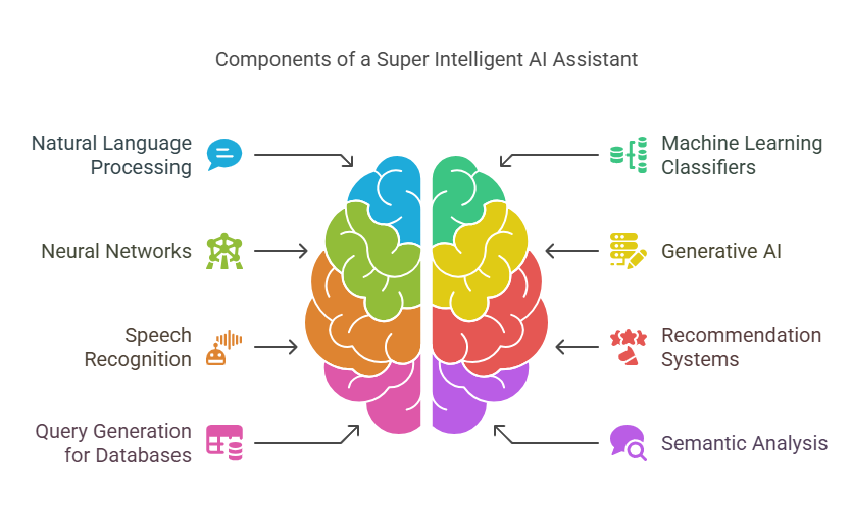 Components of a Super Intelligent AI Assistant
Natural Language
Processing
Machine Learning
Classifiers
Neural Networks
Generative AI
Speech
Recognition
Recommendation
Systems
Query Generation
for Databases
Semantic Analysis